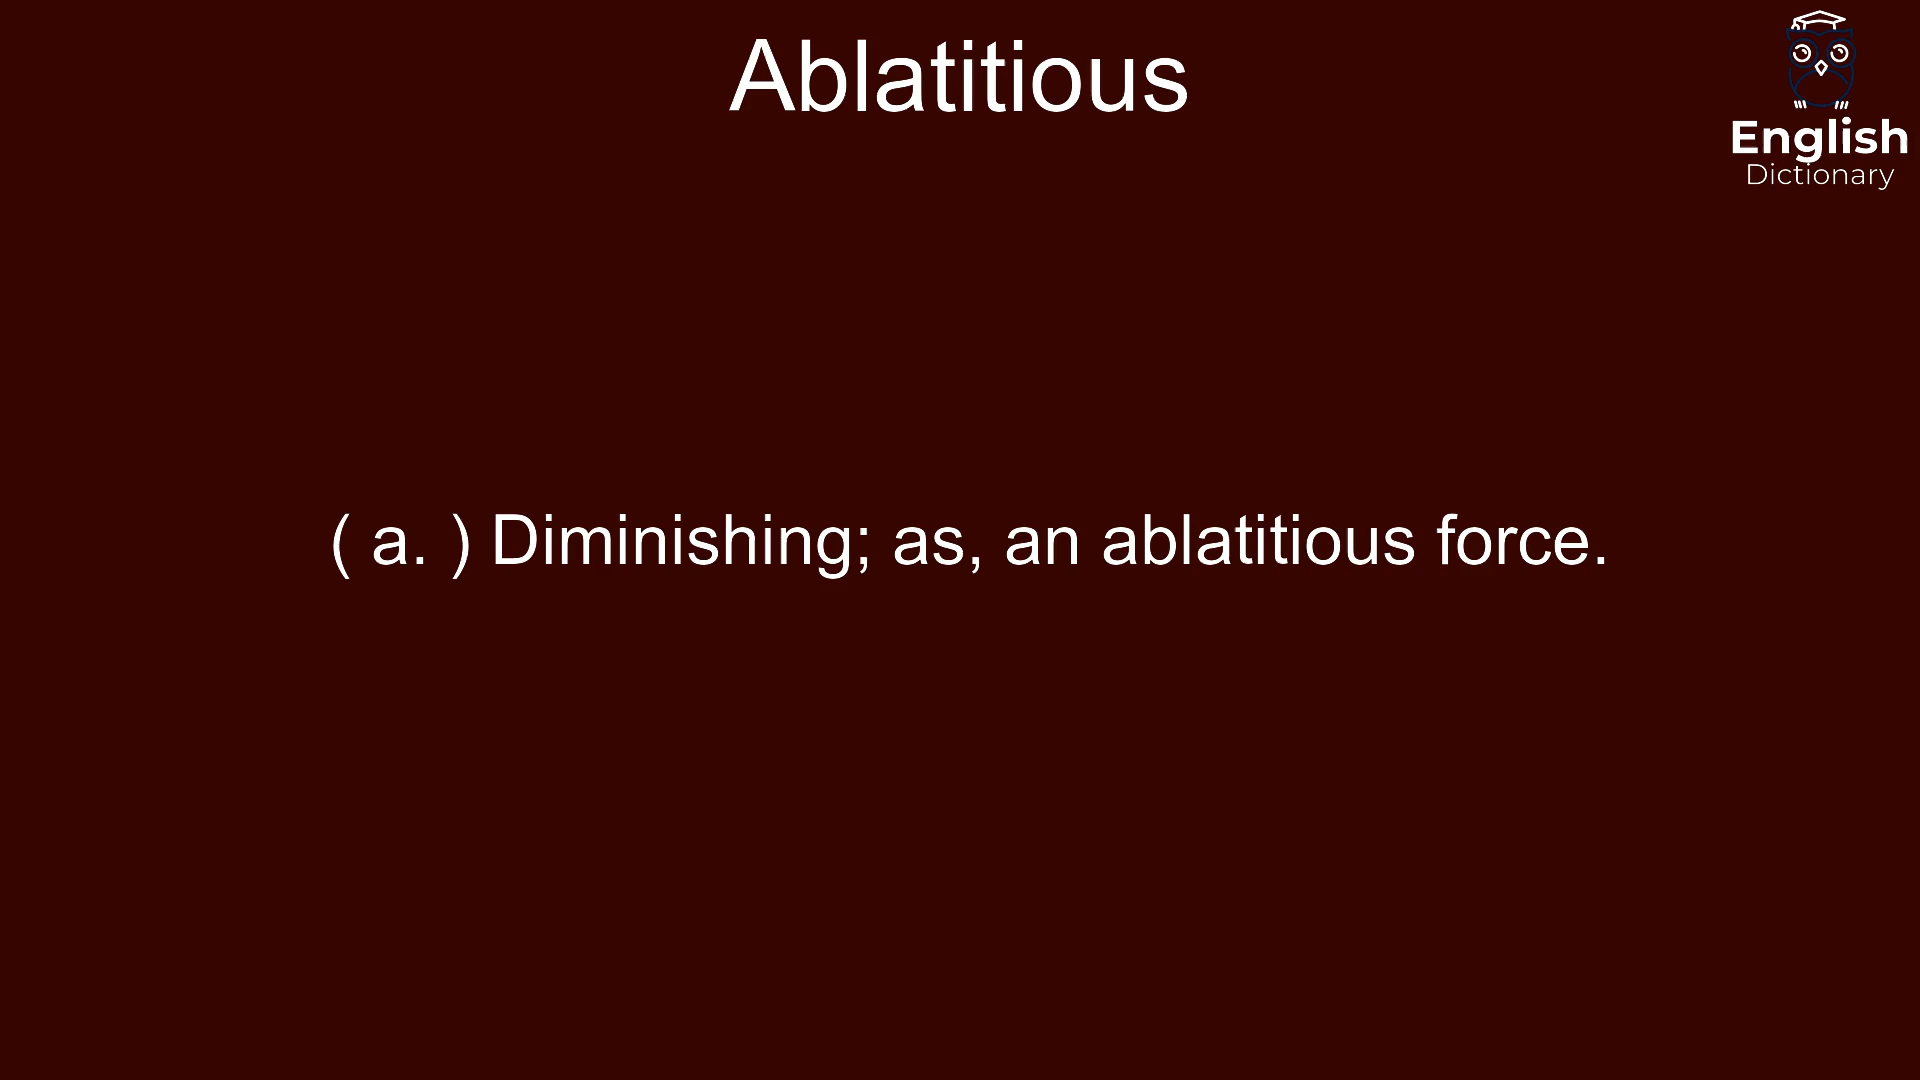 Ablatitious
English
Dictionary
( a. ) Diminishing; as, an ablatitious force.